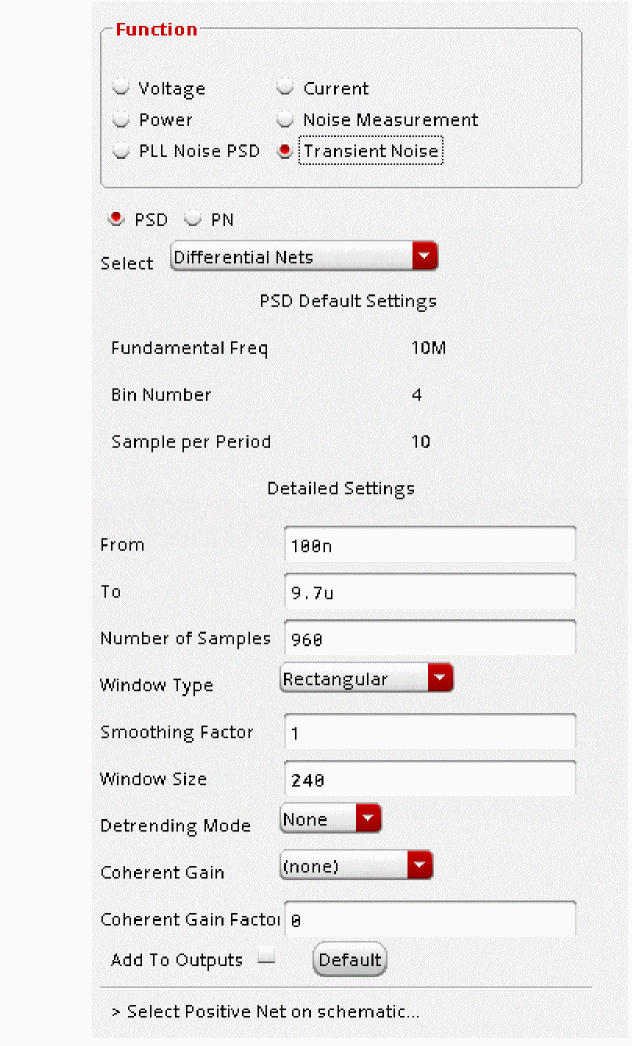 Function
Voltage Current
Power Noise Measurement
PLL Noise PSD Transient Noise
PSD PN
Select Differential Nets
PSD Default Settings
Fundamental Freq 10M
Bin Number 4
Sample per Period 10
Detailed Settings
From 100n
To 9.7u
Number of Samples 960
Window Type Rectangular
Smoothing Factor 1
Window Size 240
Detrending Mode None
Coherent Gain (none)
Coherent Gain Factor 0
Add To Outputs Default
> Select Positive Net on schematic...